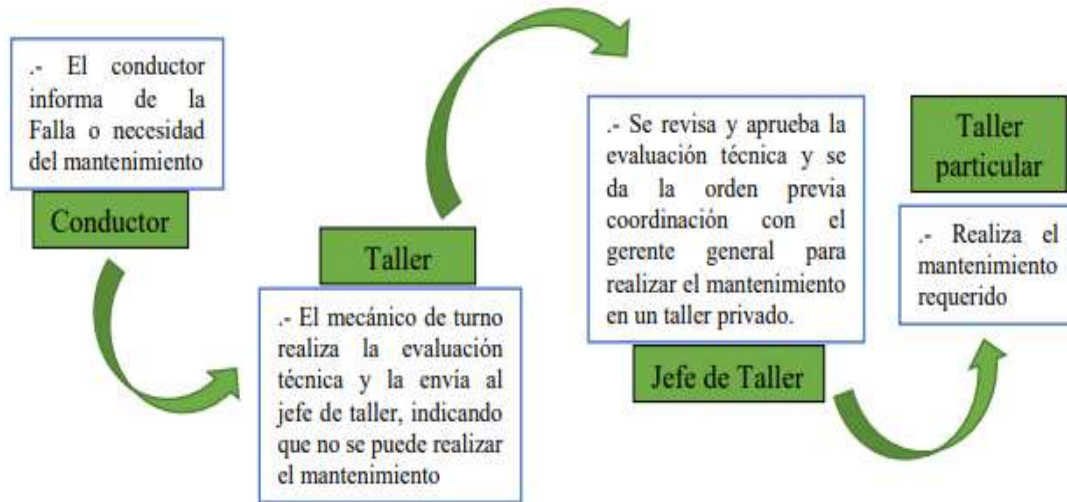 .- El conductor
informa de la
Falla o necesidad
del mantenimiento
Conductor
Taller
.- El mecánico de turno
realiza la evaluación
técnica y la envía al
jefe de taller, indicando
que no se puede realizar
el mantenimiento
.- Se revisa y aprueba la
evaluación técnica y se
da la orden previa
coordinación con el
gerente general para
realizar el mantenimiento
en un taller privado.
Jefe de Taller
Taller
particular
.- Realiza el
mantenimiento
requerido